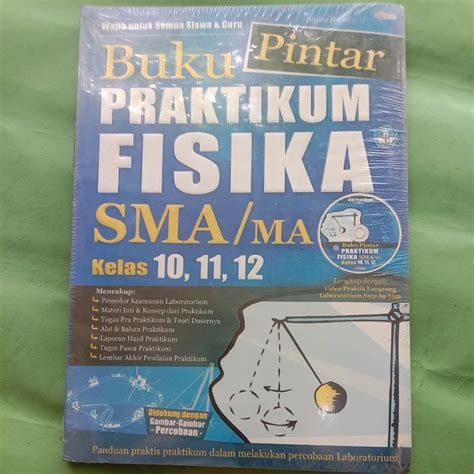 Wajib untuk Semua Siswa & Guru
Buku Pintar
PRAKTIKUM
FISIKA
SMA/MA
Kelas 10, 11, 12
Buku Pintar
PRAKTIKUM
FISIKA SMA/MA
Kelas 10, 11, 12
Lengkap dengan
Video Praktik Langsung
Laboratorium Step by Step
Mencakup:
Prosedur Keamanan Laboratorium
Materi Inti & Konsep dari Praktikum
Tugas Pra Praktikum & Teori Dasarnya
Alat & Bahan Praktikum
Laporan Hasil Praktikum
Tugas Pasca Praktikum
Lembar Akhir Penilaian Praktikum
Didukung dengan
Gambar-Gambar
- Percobaan -
Panduan praktis praktikum dalam melakukan percobaan Laboratorium